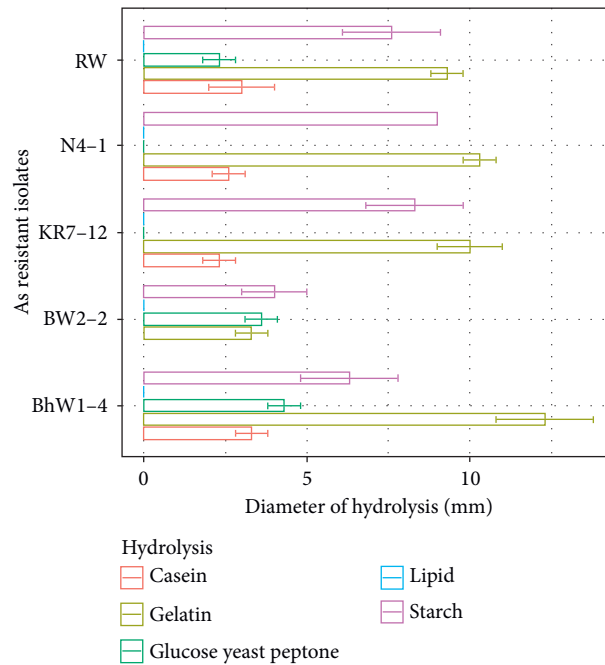 As resistant isolates
RW
N4–1
KR7–12
BW2–2
BhW1–4
0 5 10
Diameter of hydrolysis (mm)
Hydrolysis
Casein
Gelatin
Glucose yeast peptone
Lipid
Starch